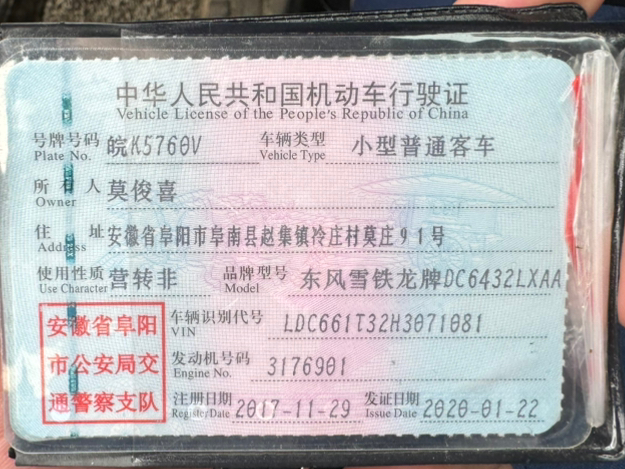 中华人民共和国机动车行驶证
Vehicle License of the People's Republic of China
号牌号码 皖K5760V 车辆类型 小型普通客车
Plate No. Vehicle Type
所有人 莫俊喜
Owner
住址 安徽省阜阳市阜南县赵集镇冷庄村莫庄91号
Address
使用性质 营转非 品牌型号 东风雪铁龙牌DC6432LXAA
Use Character Model
安徽省阜阳
市公安局交
通警察支队
车辆识别代号 LDC661T32H3071081
VIN
发动机号码 3176901
Engine No.
注册日期 2017-11-29 发证日期 2020-01-22
Register Date Issue Date